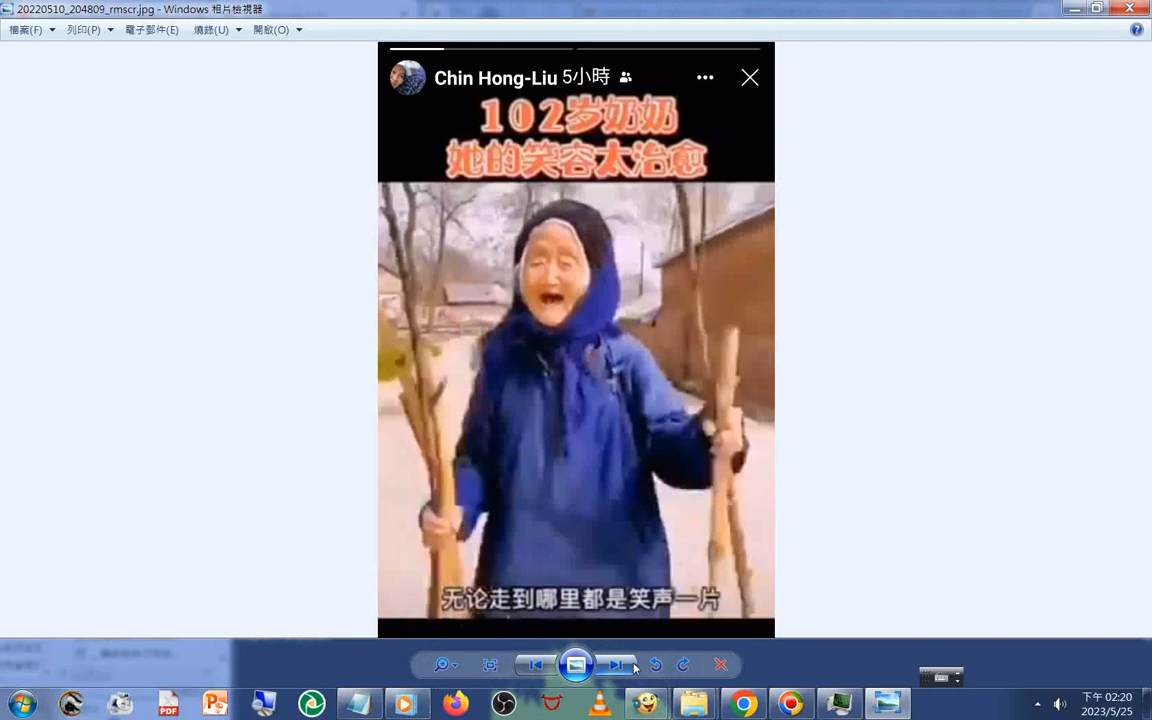 20220510_204809_rmscr.jpg - Windows 相片檢視器
檔案(F) 列印(P) 電子郵件(E) 燒錄(U) 開啟(O)
Chin Hong-Liu 5小時
102岁奶奶
她的笑容太治愈
无论走到哪里都是笑声一片
下午 02:20
2023/5/25